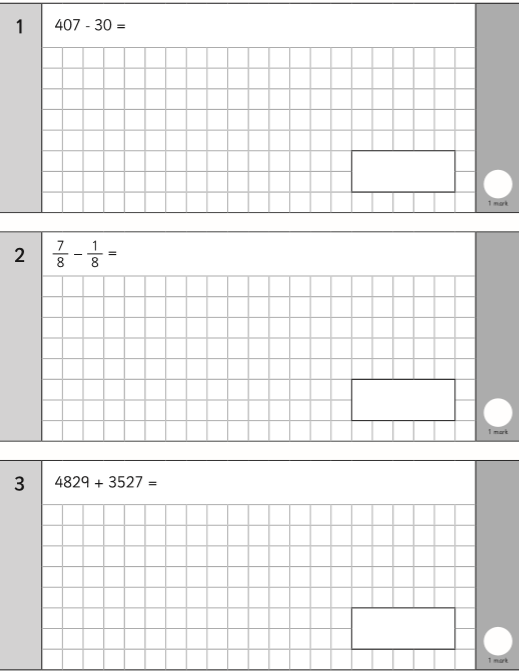 1 407 - 30 =
1 mark
2 7/8 – 1/8 =
1 mark
3 4829 + 3527 =
1 mark